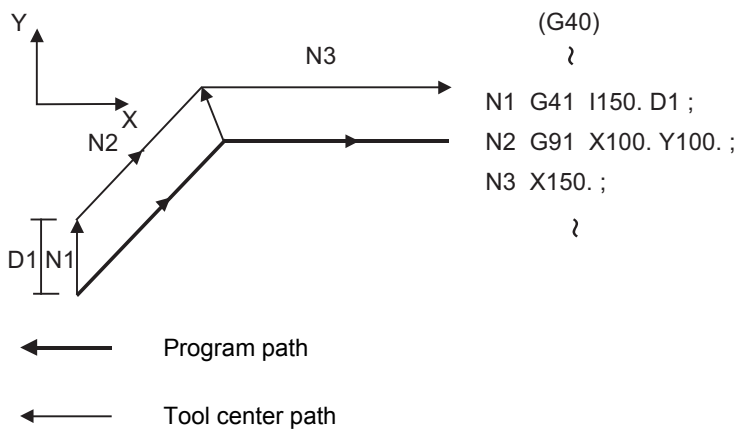 Y
X
N3
N2
D1 N1
(G40)
~
N1 G41 I150. D1 ;
N2 G91 X100. Y100. ;
N3 X150. ;
~
Program path
Tool center path